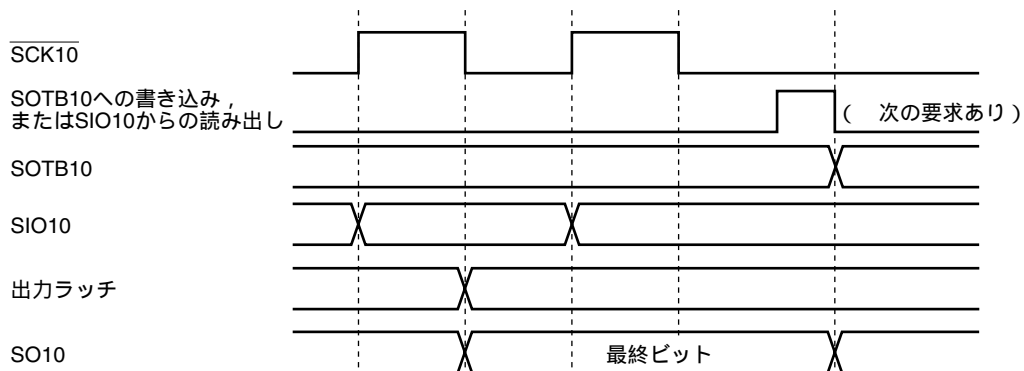 SCK10
SOTB10への書き込み，
またはSIO10からの読み出し
(　次の要求あり)
SOTB10
SIO10
出力ラッチ
SO10
最終ビット